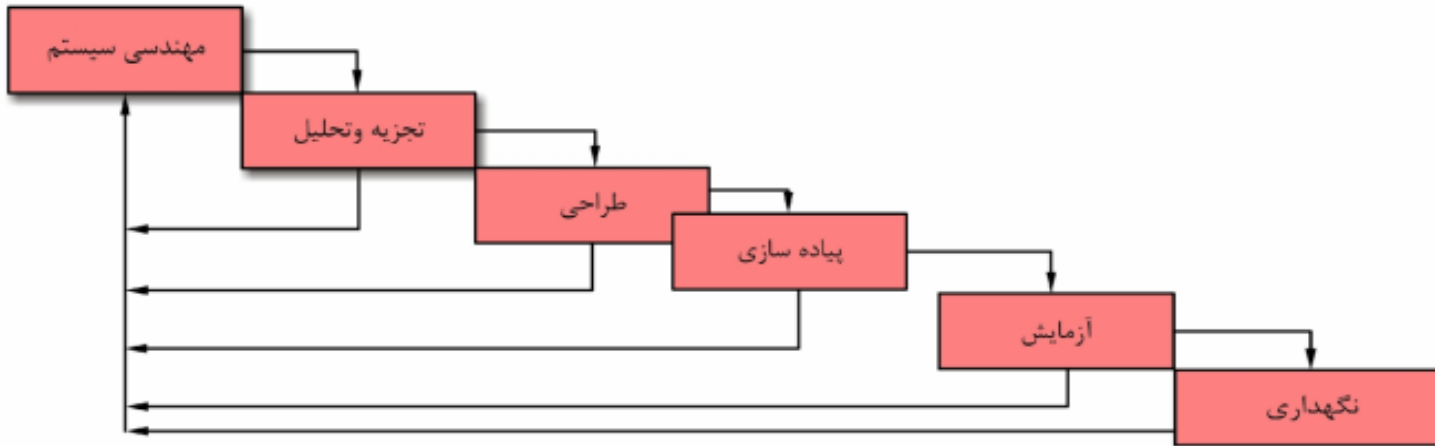 مهندسی سیستم
تجزیه وتحلیل
طراحی
پیاده سازی
آزمایش
نگهداری